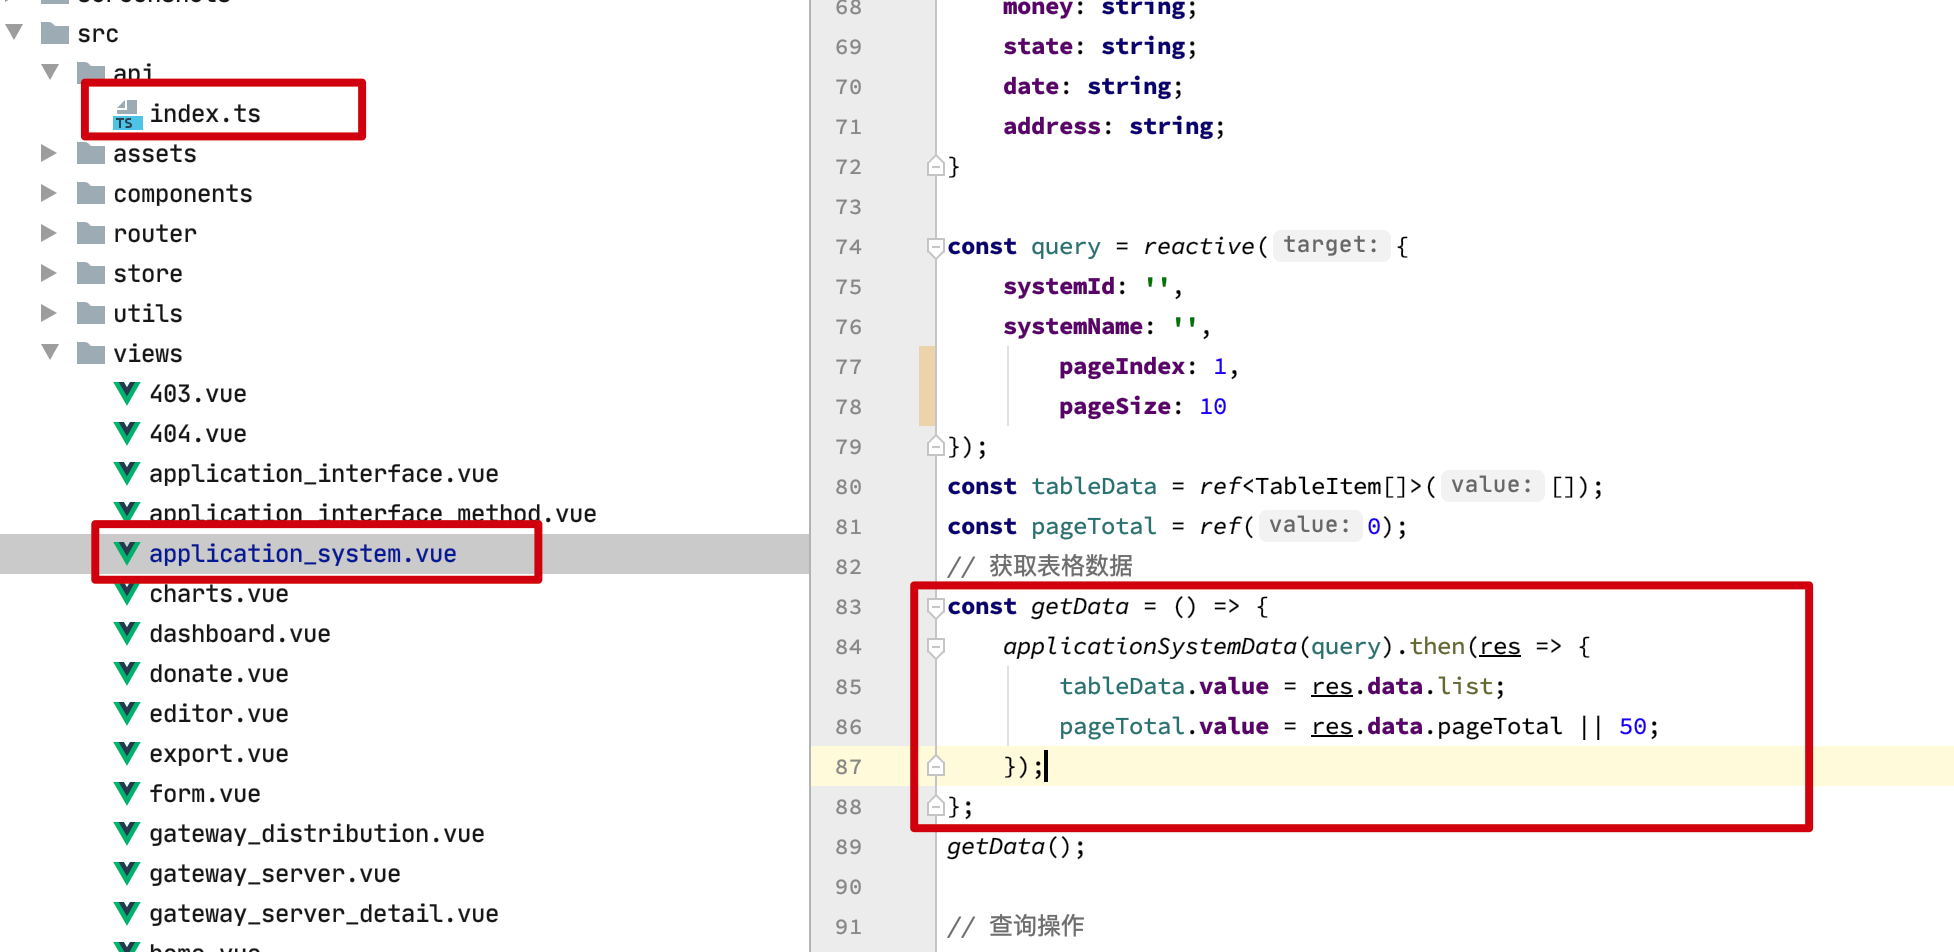 screenshots
src
api
index.ts
assets
components
router
store
utils
views
403.vue
404.vue
application_interface.vue
application_interface_method.vue
application_system.vue
charts.vue
dashboard.vue
donate.vue
editor.vue
export.vue
form.vue
gateway_distribution.vue
gateway_server.vue
gateway_server_detail.vue
home.vue
68 money: string;
69 state: string;
70 date: string;
71 address: string;
72 }
73
74 const query = reactive( target: {
75 systemId: '',
76 systemName: '',
77 pageIndex: 1,
78 pageSize: 10
79 });
80 const tableData = ref<TableItem[]>( value: []);
81 const pageTotal = ref( value: 0);
82 // 获取表格数据
83 const getData = () => {
84 applicationSystemData(query).then(res => {
85 tableData.value = res.data.list;
86 pageTotal.value = res.data.pageTotal || 50;
87 });
88 };
89 getData();
90
91 // 查询操作